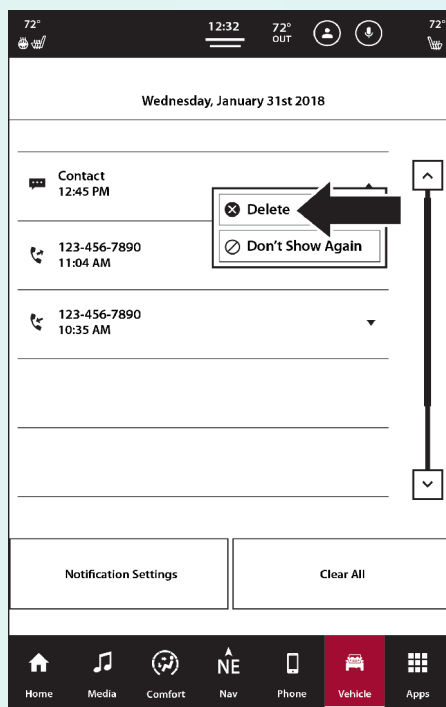 72°
12:32
72°
OUT
72°
Wednesday, January 31st 2018
Contact
12:45 PM
Delete
Don't Show Again
123-456-7890
11:04 AM
123-456-7890
10:35 AM
Notification Settings
Clear All
NE
Home
Media
Comfort
Nav
Phone
Vehicle
Apps